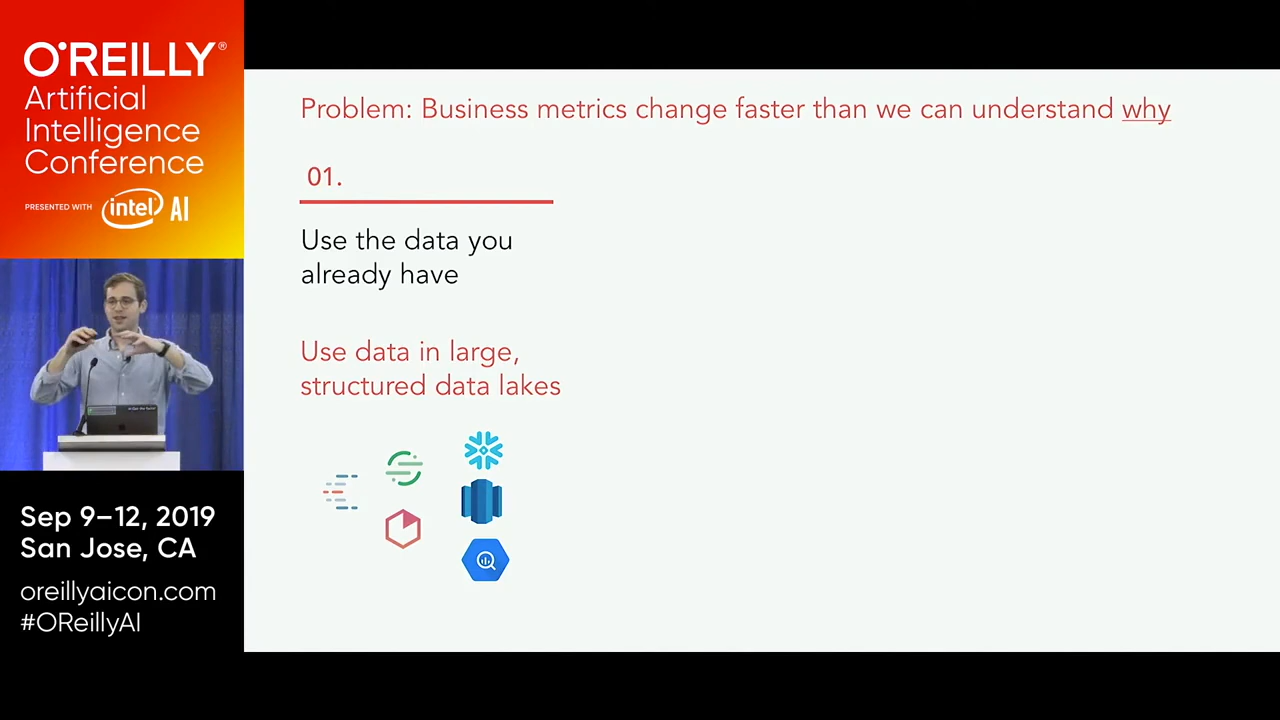 O'REILLY®
Artificial
Intelligence
Conference
PRESENTED WITH intel AI
Sep 9–12, 2019
San Jose, CA
oreillyaicon.com
#OReillyAI
Problem: Business metrics change faster than we can understand why
01.
Use the data you
already have
Use data in large,
structured data lakes